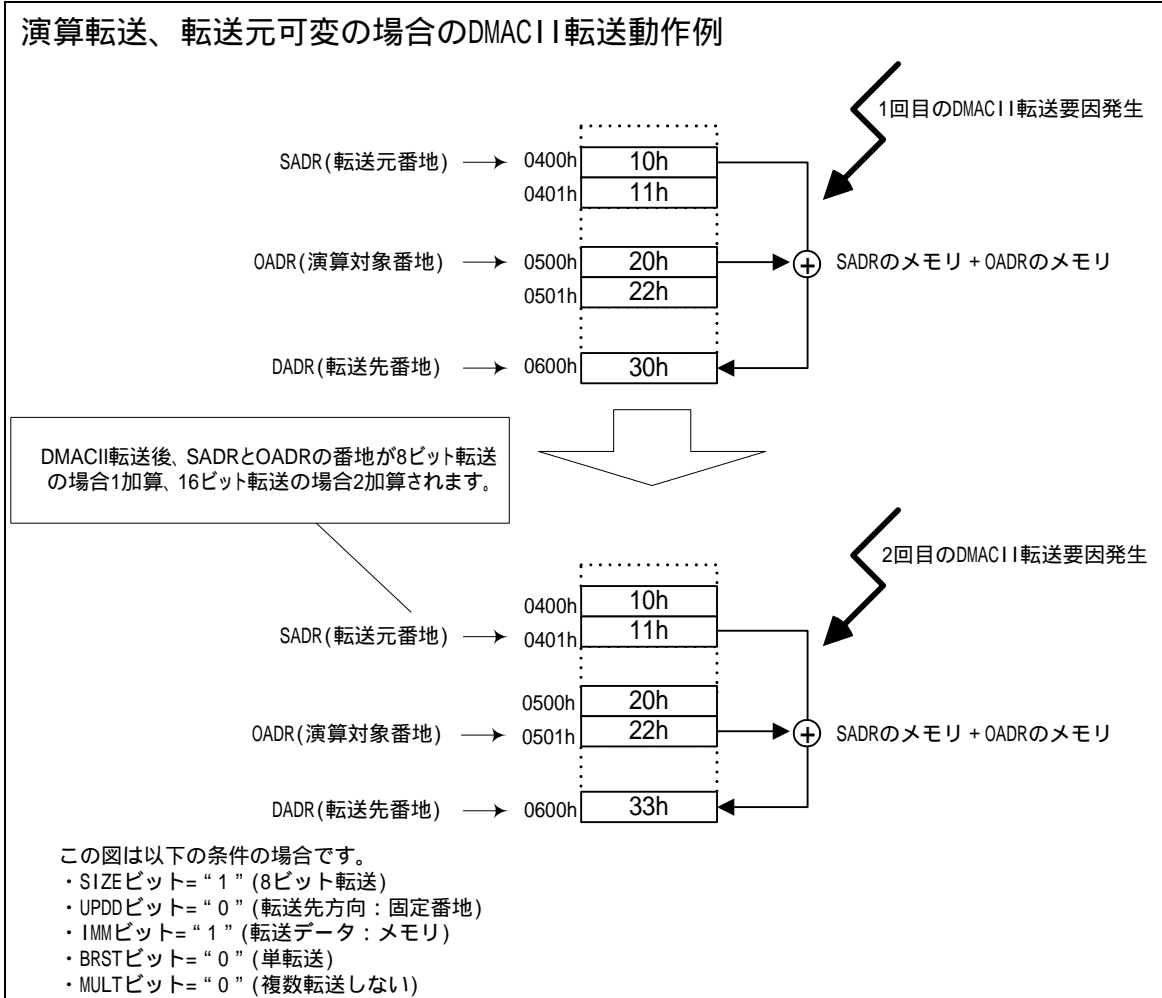 演算転送、転送元可変の場合のDMACII転送動作例
1回目のDMACII転送要因発生
SADR(転送元番地)
0400h
10h
0401h
11h
OADR(演算対象番地)
0500h
20h
+
SADRのメモリ+OADRのメモリ
0501h
22h
DADR(転送先番地)
0600h
30h
DMACII転送後、SADRとOADRの番地が8ビット転送
の場合1加算、16ビット転送の場合2加算されます。
2回目のDMACII転送要因発生
0400h
10h
SADR(転送元番地)
0401h
11h
0500h
20h
OADR(演算対象番地)
0501h
22h
+
SADRのメモリ+OADRのメモリ
DADR(転送先番地)
0600h
33h
この図は以下の条件の場合です。
・SIZEビット=“1”(8ビット転送)
・UPDDビット=“0”(転送先方向:固定番地)
・IMMビット=“1”(転送データ:メモリ)
・BRSTビット=“0”(単転送)
・MULTビット=“0”(複数転送しない)